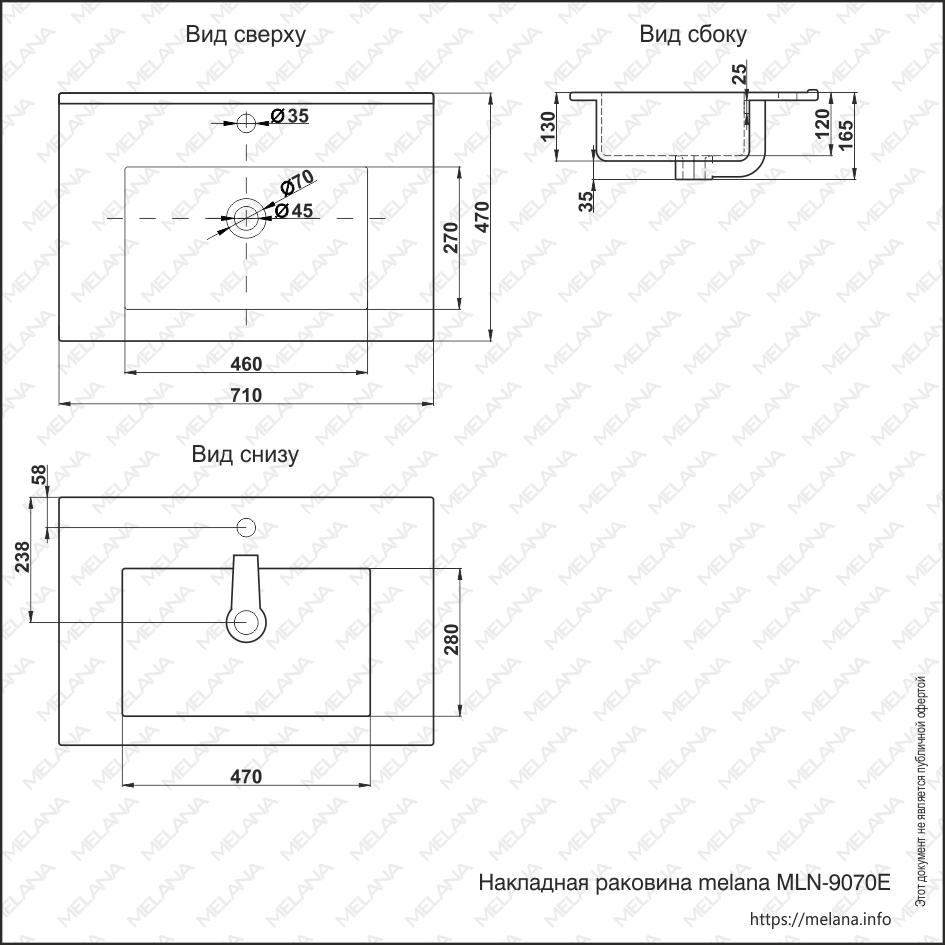 Вид сверху
Ø35
Ø70
Ø45
270
470
460
710
Вид сбоку
25
130
120
165
35
Вид снизу
58
238
280
470
Накладная раковина melana MLN-9070E
https://melana.info
Этот документ не является публичной офертой
MELANA